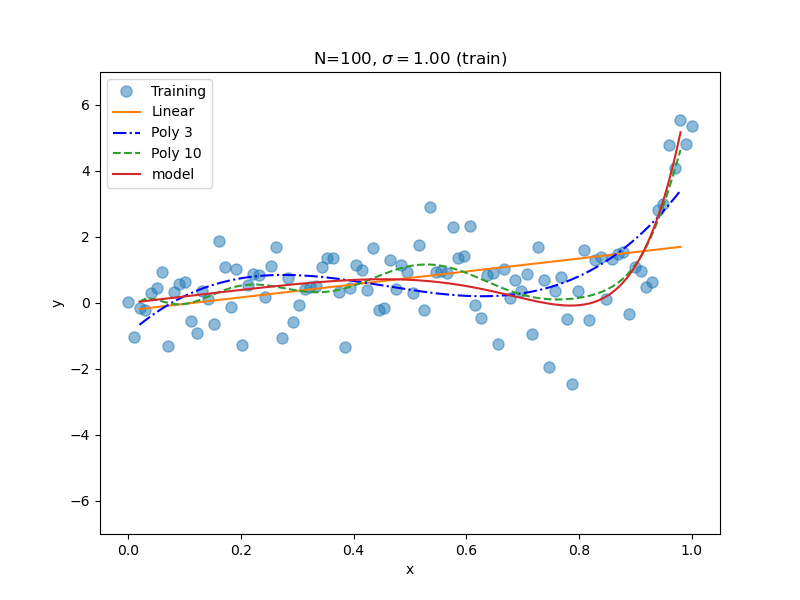 N=100, σ = 1.00 (train)
Training
Linear
Poly 3
Poly 10
model
6
4
2
0
−2
−4
−6
y
0.0 0.2 0.4 0.6 0.8 1.0
x